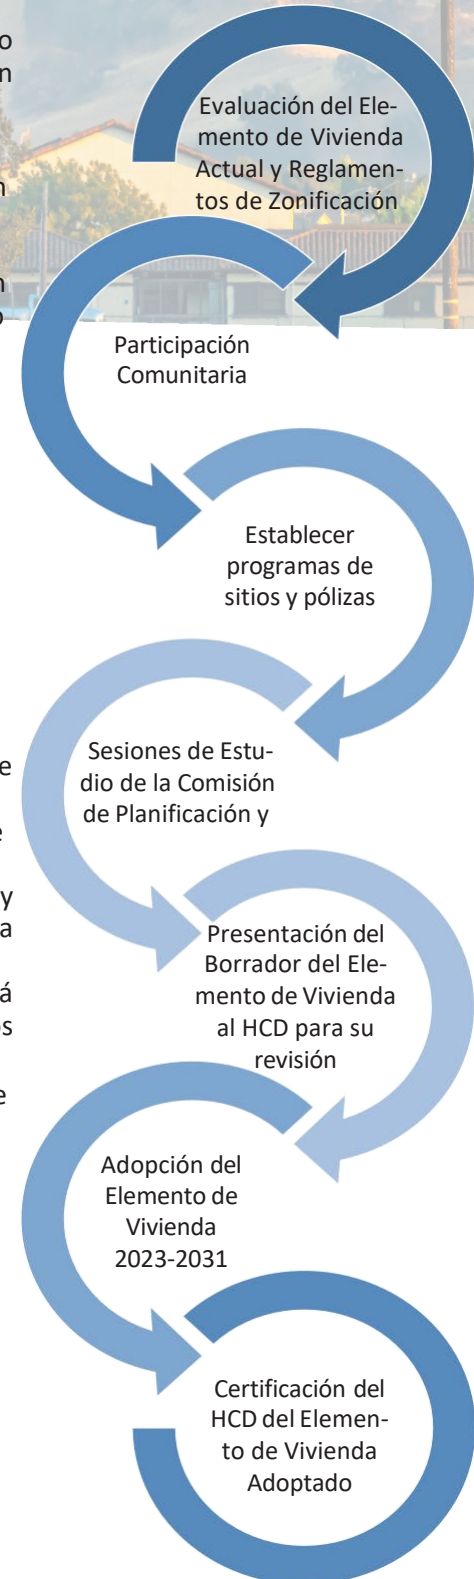 o
n
n
n
o
Evaluación del Ele-
mento de Vivienda
Actual y Reglamen-
tos de Zonificación
Participación
Comunitaria
Establecer
programas de
sitios y pólizas
e
Sesiones de Estu-
dio de la Comisión
de Planificación y
e
y
a
á
s
e
Presentación del
Borrador del Ele-
mento de Vivienda
al HCD para su
revisión
Adopción del
Elemento de
Vivienda
2023-2031
Certificación del
HCD del Elemen-
to de Vivienda
Adoptado